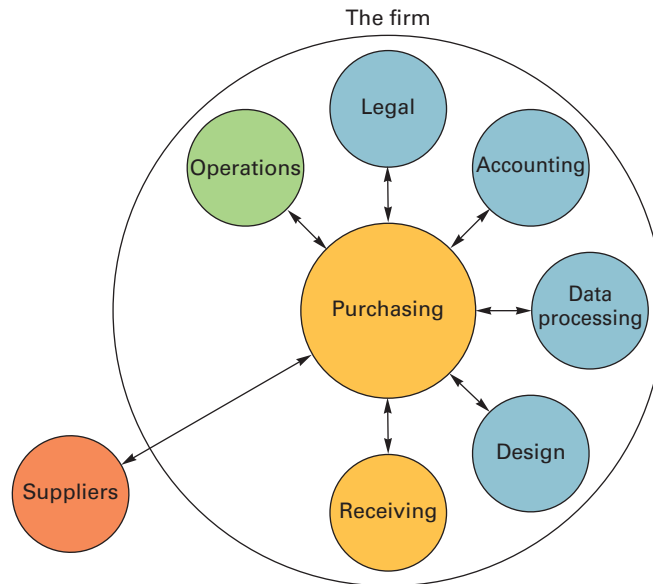 The firm
Legal
Operations
Accounting
Purchasing
Data
processing
Design
Suppliers
Receiving